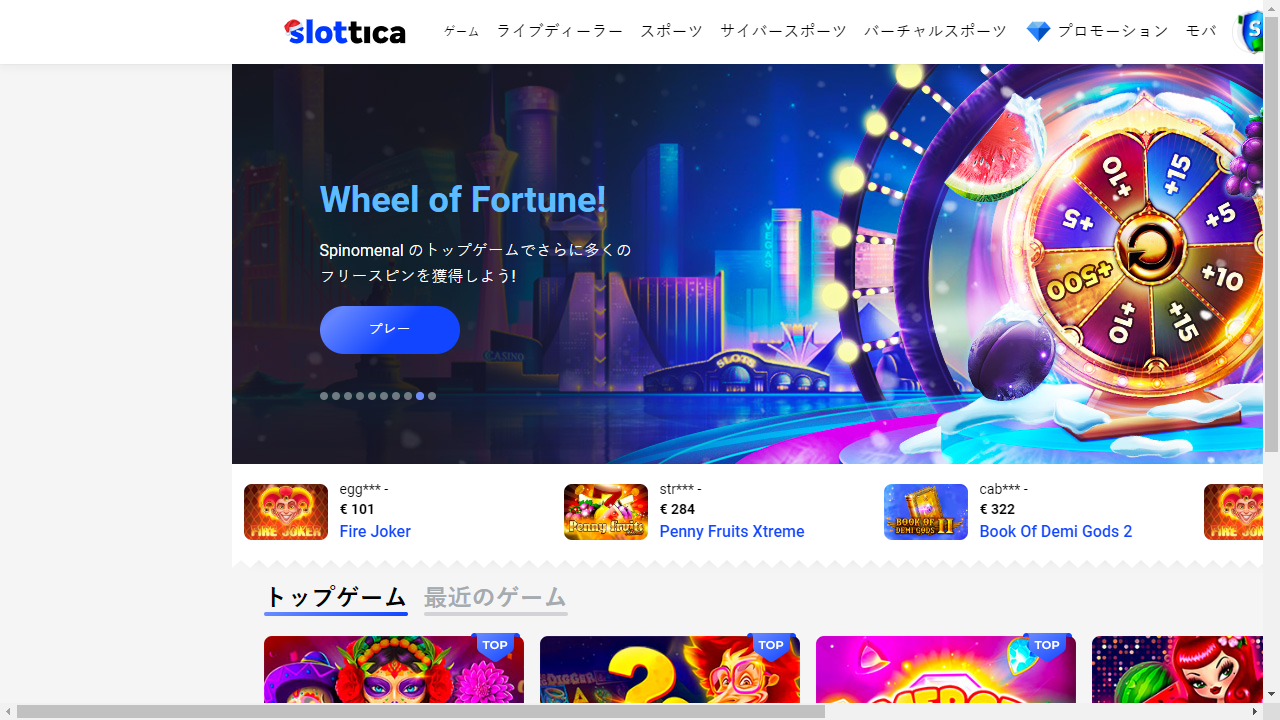 slottica
ゲーム ライブディーラー スポーツ サイバースポーツ バーチャルスポーツ プロモーション モバ
Wheel of Fortune!
Spinomenal のトップゲームでさらに多くの
フリースピンを獲得しよう!
プレー
VEGAS
CASINO
SLOTS
+10
+15
+5
+10
+15
+10
+500
+5
egg*** -
€ 101
Fire Joker
FIRE JOKER
str*** -
€ 284
Penny Fruits Xtreme
Penny Fruits
cab*** -
€ 322
Book Of Demi Gods 2
BOOK OF DEMI GODS II
トップゲーム 最近のゲーム
TOP
TOP
TOP